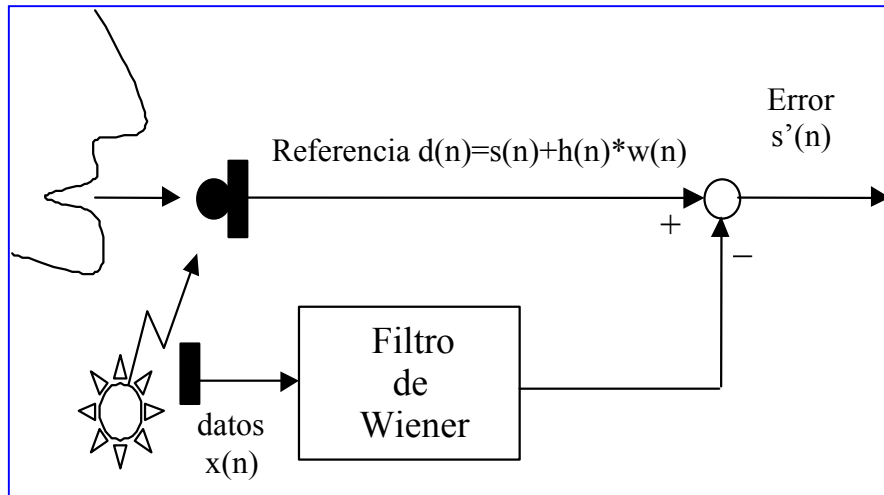 Error
s’(n)
Referencia d(n)=s(n)+h(n)*w(n)
+
–
Filtro
de
Wiener
datos
x(n)